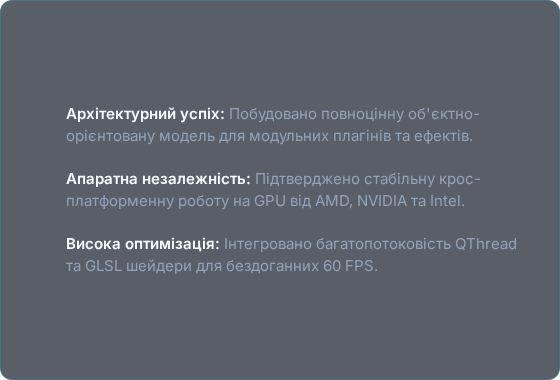 Архітектурний успіх: Побудовано повноцінну об'єктно-
орієнтовану модель для модульних плагінів та ефектів.
Апаратна незалежність: Підтверджено стабільну крос-
платформенну роботу на GPU від AMD, NVIDIA та Intel.
Висока оптимізація: Інтегровано багатопотоковість QThread
та GLSL шейдери для бездоганних 60 FPS.